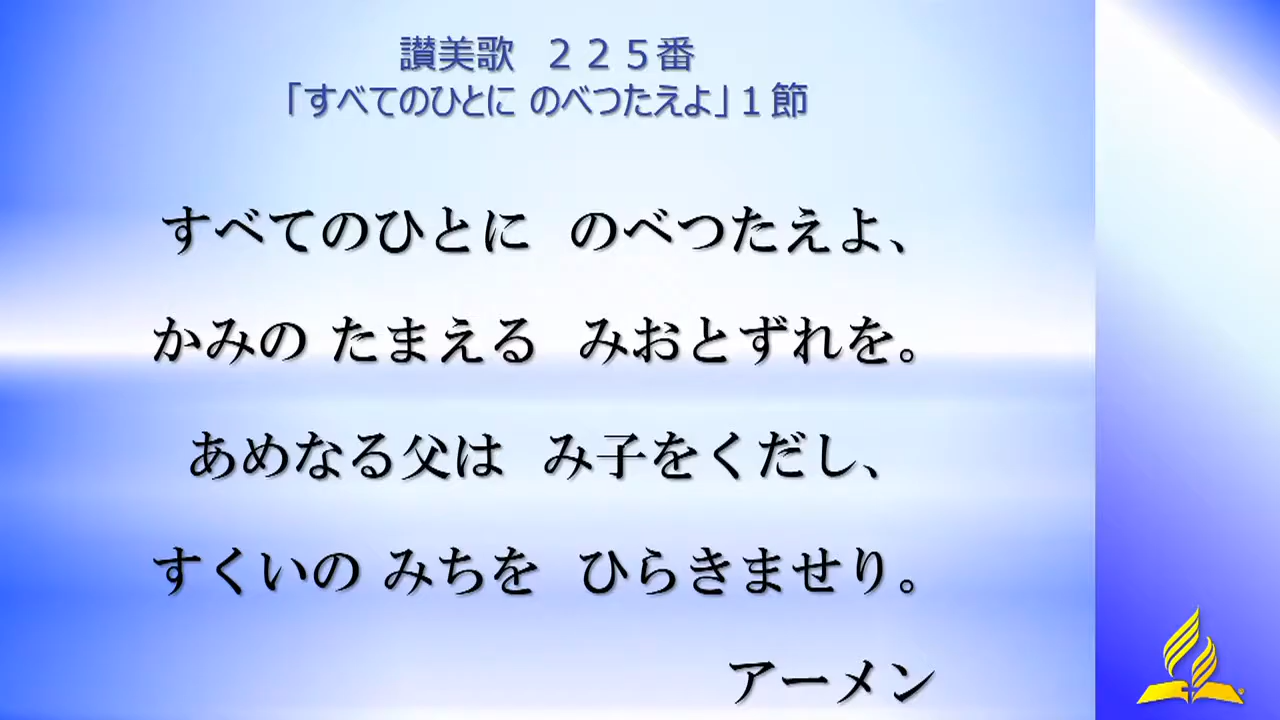 讃美歌　２２５番
「すべてのひとに のべつたえよ」１節
すべてのひとに　のべつたえよ、
かみの たまえる　みおとずれを。
あめなる父は　み子をくだし、
すくいの みちを　ひらきませり。
アーメン